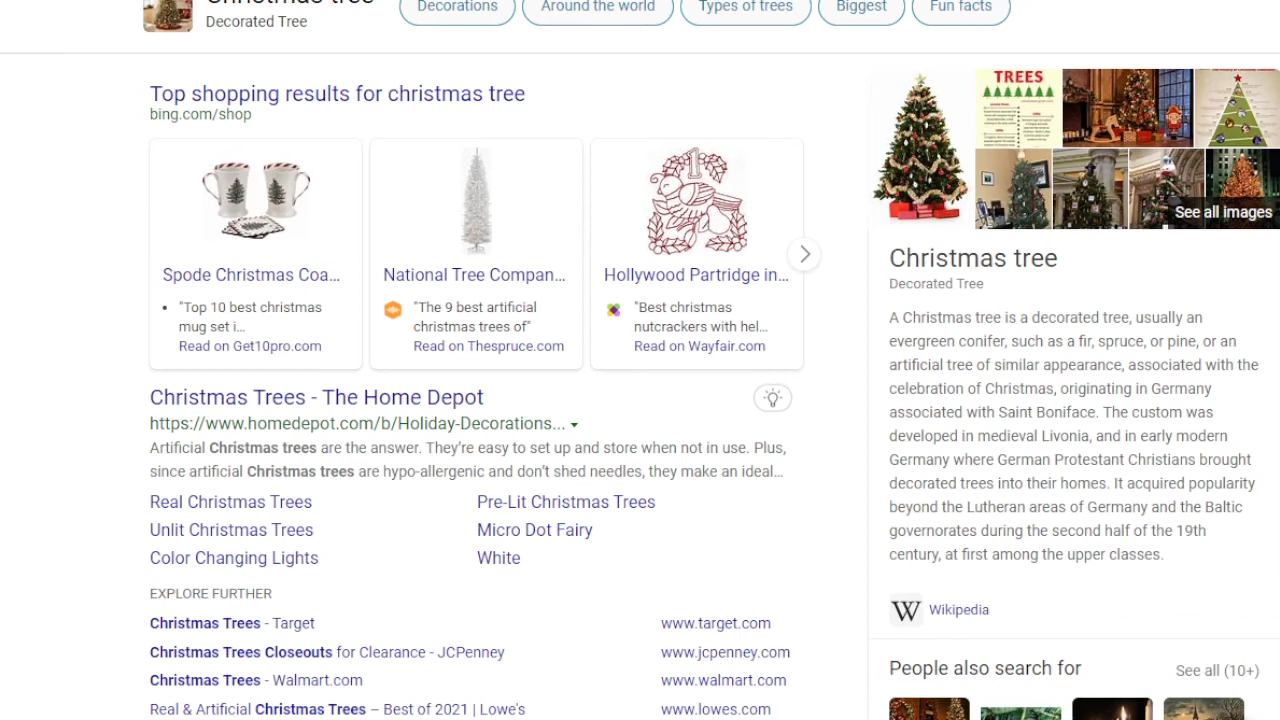 Christmas tree
Decorated Tree
Decorations
Around the world
Types of trees
Biggest
Fun facts
Top shopping results for christmas tree
bing.com/shop
Spode Christmas Coa...
"Top 10 best christmas
mug set i...
Read on Get10pro.com
National Tree Compan...
"The 9 best artificial
christmas trees of"
Read on Thespruce.com
Hollywood Partridge in...
"Best christmas
nutcrackers with hel...
Read on Wayfair.com
Christmas Trees - The Home Depot
https://www.homedepot.com/b/Holiday-Decorations...
Artificial Christmas trees are the answer. They're easy to set up and store when not in use. Plus,
since artificial Christmas trees are hypo-allergenic and don't shed needles, they make an ideal...
Real Christmas Trees
Pre-Lit Christmas Trees
Unlit Christmas Trees
Micro Dot Fairy
Color Changing Lights
White
EXPLORE FURTHER
Christmas Trees - Target www.target.com
Christmas Trees Closeouts for Clearance - JCPenney www.jcpenney.com
Christmas Trees - Walmart.com www.walmart.com
Real & Artificial Christmas Trees – Best of 2021 | Lowe's www.lowes.com
TREES
See all images
Christmas tree
Decorated Tree
A Christmas tree is a decorated tree, usually an
evergreen conifer, such as a fir, spruce, or pine, or an
artificial tree of similar appearance, associated with the
celebration of Christmas, originating in Germany
associated with Saint Boniface. The custom was
developed in medieval Livonia, and in early modern
Germany where German Protestant Christians brought
decorated trees into their homes. It acquired popularity
beyond the Lutheran areas of Germany and the Baltic
governorates during the second half of the 19th
century, at first among the upper classes.
W Wikipedia
People also search for
See all (10+)